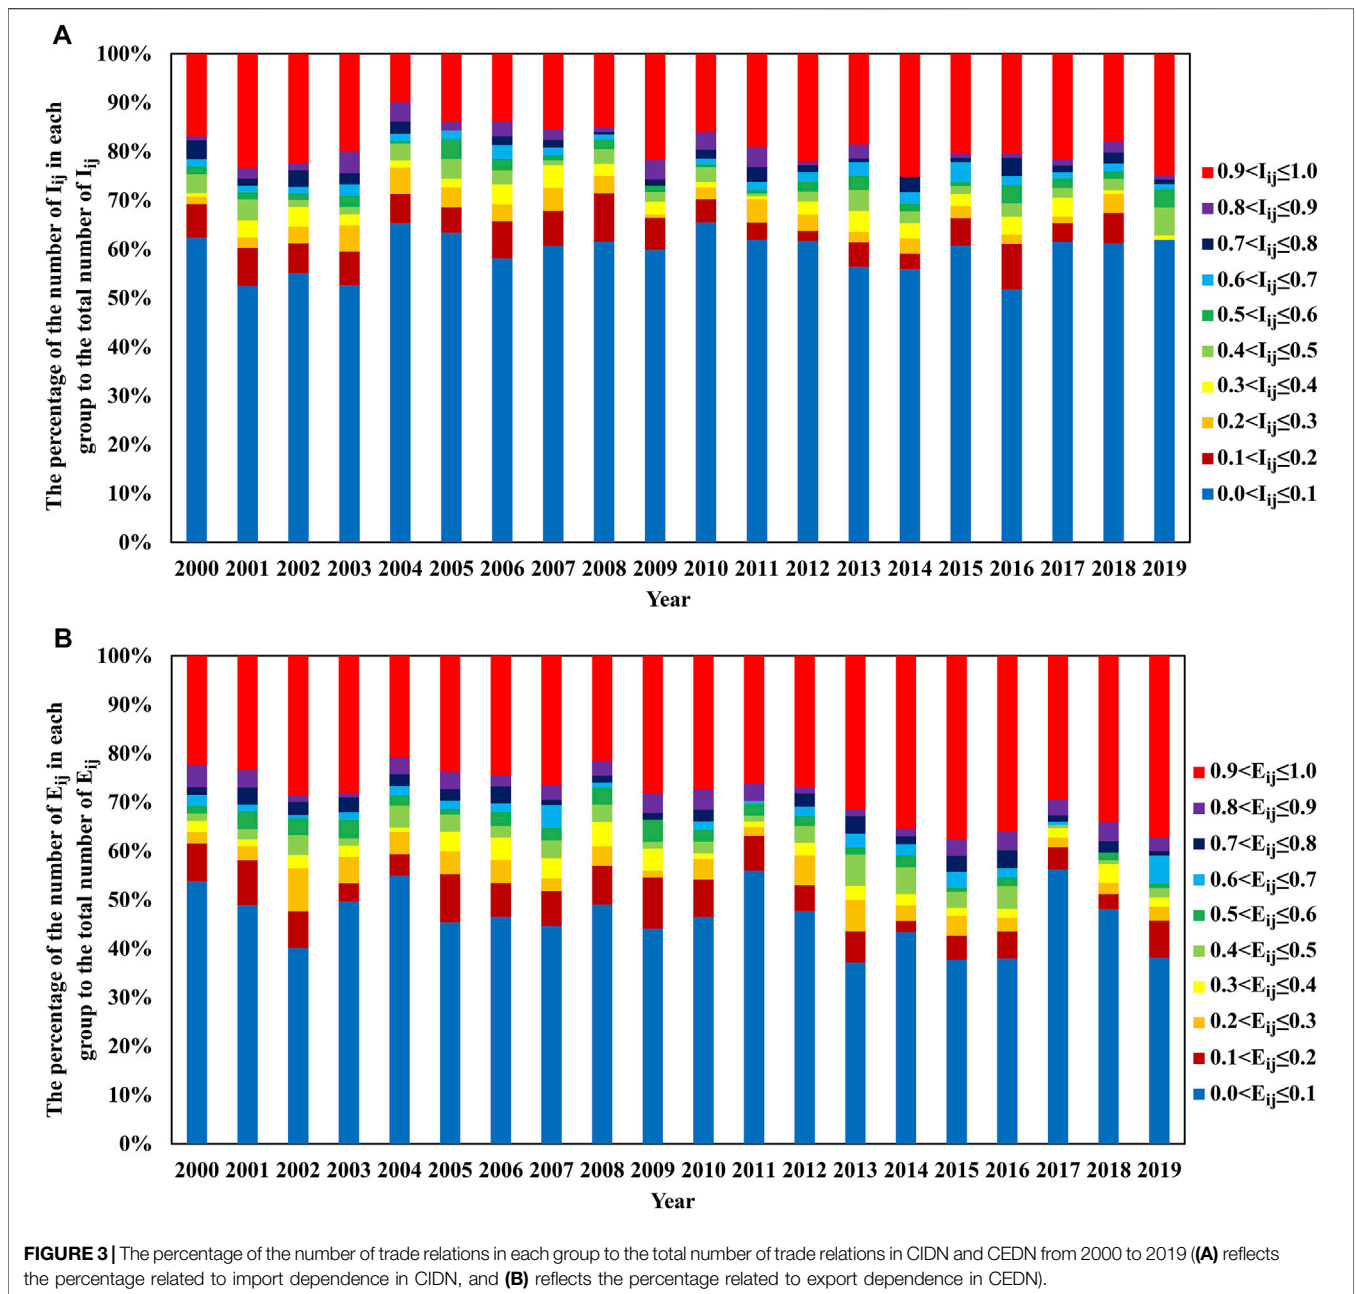 A
The percentage of the number of Iij in each
group to the total number of Iij
100%
90%
80%
70%
60%
50%
40%
30%
20%
10%
0%
2000 2001 2002 2003 2004 2005 2006 2007 2008 2009 2010 2011 2012 2013 2014 2015 2016 2017 2018 2019
Year
0.9<Iij≤1.0
0.8<Iij≤0.9
0.7<Iij≤0.8
0.6<Iij≤0.7
0.5<Iij≤0.6
0.4<Iij≤0.5
0.3<Iij≤0.4
0.2<Iij≤0.3
0.1<Iij≤0.2
0.0<Iij≤0.1
B
The percentage of the number of Eij in each
group to the total number of Eij
100%
90%
80%
70%
60%
50%
40%
30%
20%
10%
0%
2000 2001 2002 2003 2004 2005 2006 2007 2008 2009 2010 2011 2012 2013 2014 2015 2016 2017 2018 2019
Year
0.9<Eij≤1.0
0.8<Eij≤0.9
0.7<Eij≤0.8
0.6<Eij≤0.7
0.5<Eij≤0.6
0.4<Eij≤0.5
0.3<Eij≤0.4
0.2<Eij≤0.3
0.1<Eij≤0.2
0.0<Eij≤0.1
FIGURE 3 | The percentage of the number of trade relations in each group to the total number of trade relations in CIDN and CEDN from 2000 to 2019 ((A) reflects
the percentage related to import dependence in CIDN, and (B) reflects the percentage related to export dependence in CEDN).